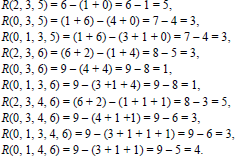 R(2, 3, 5) = 6 – (1 + 0) = 6 – 1 = 5,
R(0, 3, 5) = (1 + 6) – (4 + 0) = 7 – 4 = 3,
R(0, 1, 3, 5) = (1 + 6) – (3 + 1 + 0) = 7 – 4 = 3,
R(2, 3, 6) = (6 + 2) – (1 + 4) = 8 – 5 = 3,
R(0, 3, 6) = 9 – (4 + 4) = 9 – 8 = 1,
R(0, 1, 3, 6) = 9 – (3 +1 + 4) = 9 – 8 = 1,
R(2, 3, 4, 6) = (6 + 2) – (1 + 1 + 1) = 8 – 3 = 5,
R(0, 3, 4, 6) = 9 – (4 + 1 +1) = 9 – 6 = 3,
R(0, 1, 3, 4, 6) = 9 – (3 + 1 + 1 + 1) = 9 – 6 = 3,
R(0, 1, 4, 6) = 9 – (3 + 1 + 1) = 9 – 5 = 4.